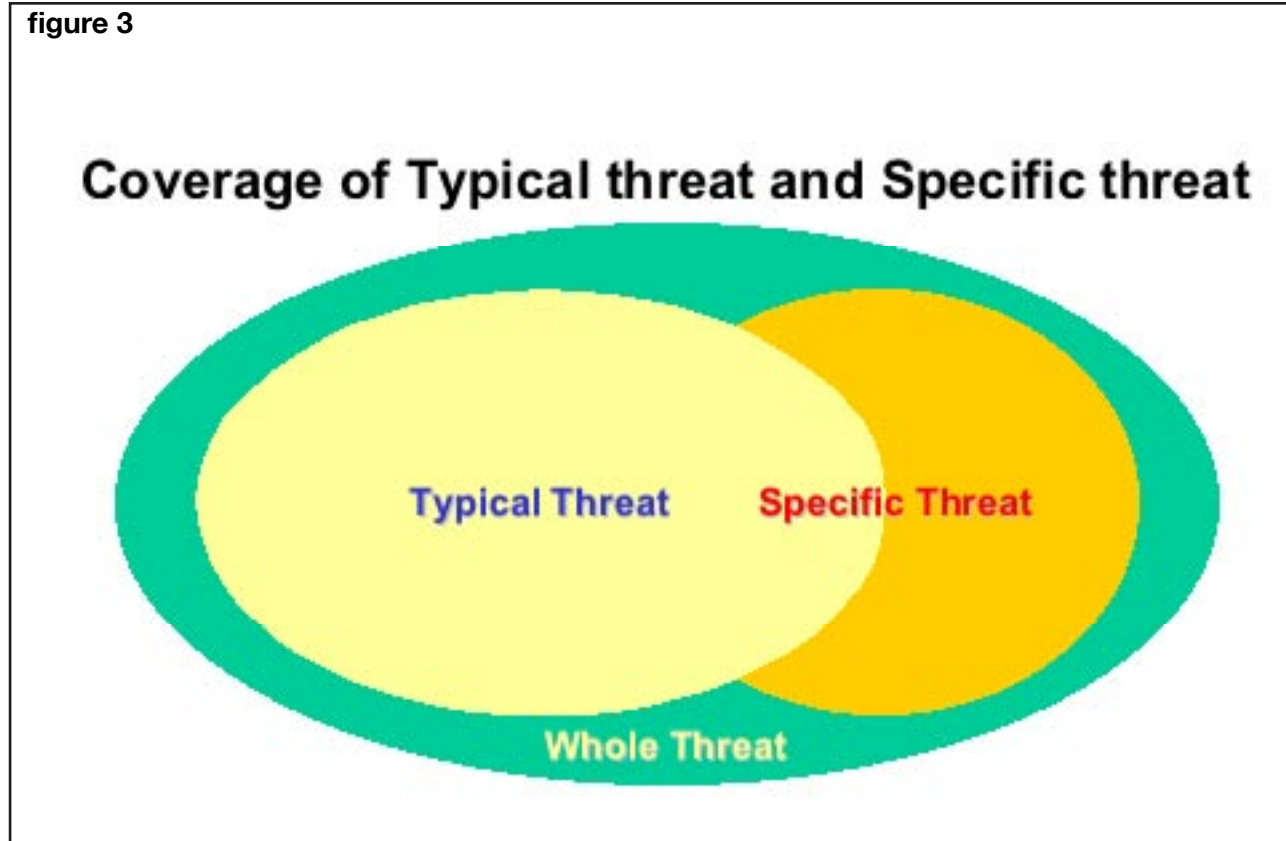 figure 3
Coverage of Typical threat and Specific threat
Typical Threat
Specific Threat
Whole Threat